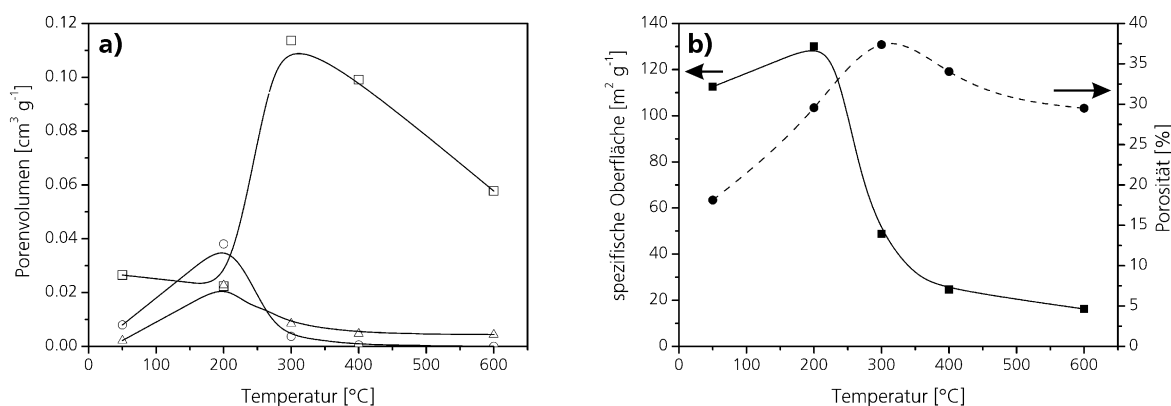 a)
Porenvolumen [cm³ g⁻¹]
0.12
0.10
0.08
0.06
0.04
0.02
0.00
0 100 200 300 400 500 600
Temperatur [°C]
b)
spezifische Oberfläche [m² g⁻¹]
140
120
100
80
60
40
20
0
0 100 200 300 400 500 600
Temperatur [°C]
40
35
30
25
20
15
10
5
0
Porosität [%]